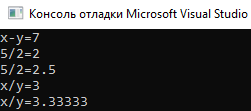 Консоль отладки Microsoft Visual Studio
x-y=7
5/2=2
5/2=2.5
x/y=3
x/y=3.33333